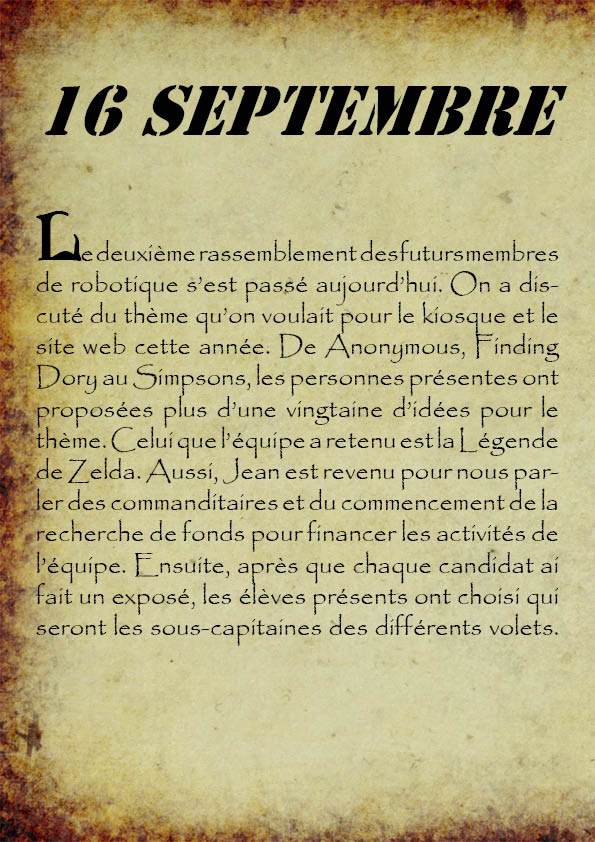 16 SEPTEMBRE
Le deuxième rassemblement des futurs membres
de robotique s'est passé aujourd'hui. On a dis-
cuté du thème qu'on voulait pour le kiosque et le
site web cette année. De Anonymous, Finding
Dory au Simpsons, les personnes présentes ont
proposées plus d'une vingtaine d'idées pour le
thème. Celui que l'équipe a retenu est la Légende
de Zelda. Aussi, Jean est revenu pour nous par-
ler des commanditaires et du commencement de la
recherche de fonds pour financer les activités de
l'équipe. Ensuite, après que chaque candidat ai
fait un exposé, les élèves présents ont choisi qui
seront les sous-capitaines des différents volets.